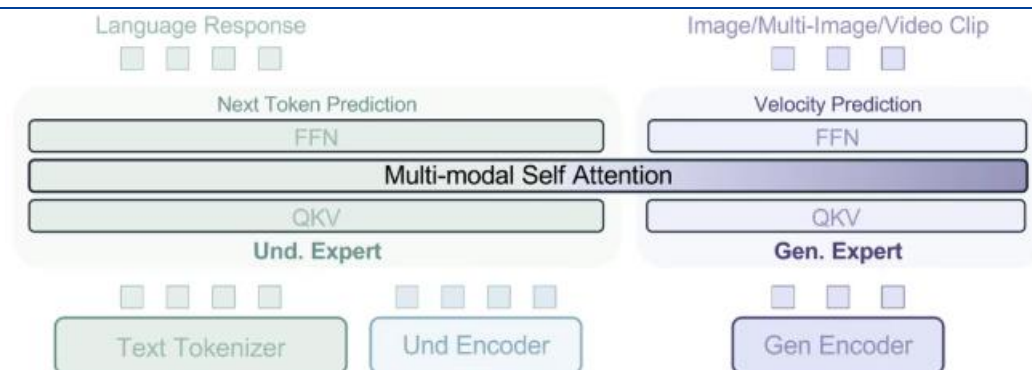 Language Response
Image/Multi-Image/Video Clip
Next Token Prediction
Velocity Prediction
FFN
FFN
Multi-modal Self Attention
QKV
QKV
Und. Expert
Gen. Expert
Text Tokenizer
Und Encoder
Gen Encoder